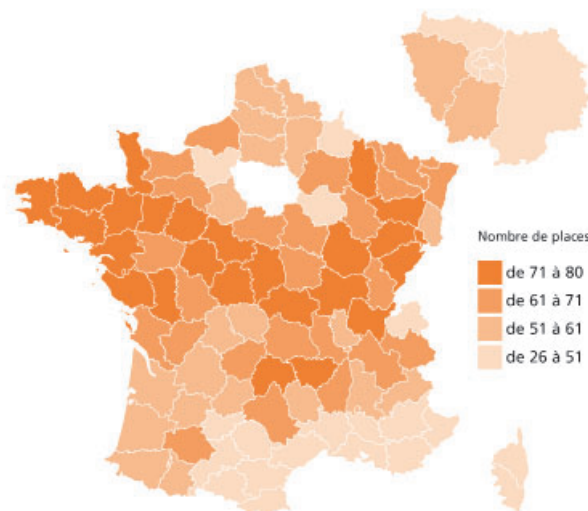 Nombre de places
de 71 à 80
de 61 à 71
de 51 à 61
de 26 à 51